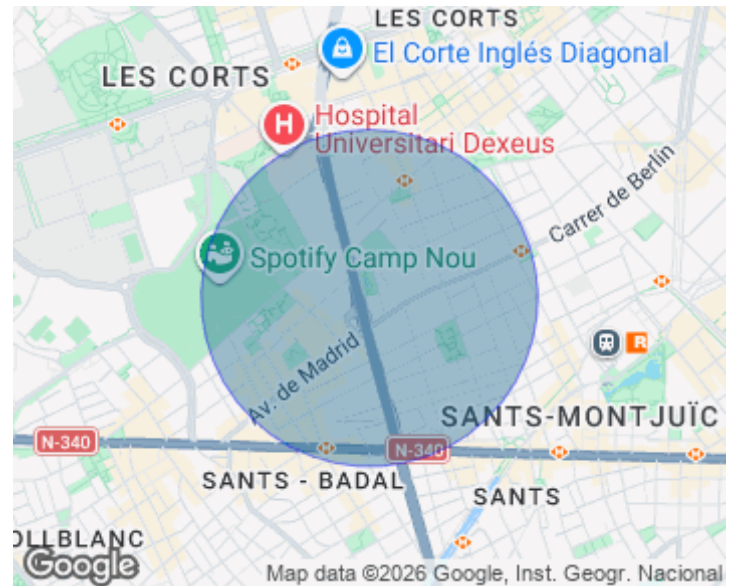 LES CORTS
El Corte Inglés Diagonal
LES CORTS
H
Hospital
Universitari Dexeus
Carrer de Berlín
Spotify Camp Nou
Av. de Madrid
R
SANTS-MONTJUÏC
N-340
N-340
SANTS - BADAL
SANTS
OLLBLANC
Google
Map data ©2026 Google, Inst. Geogr. Nacional